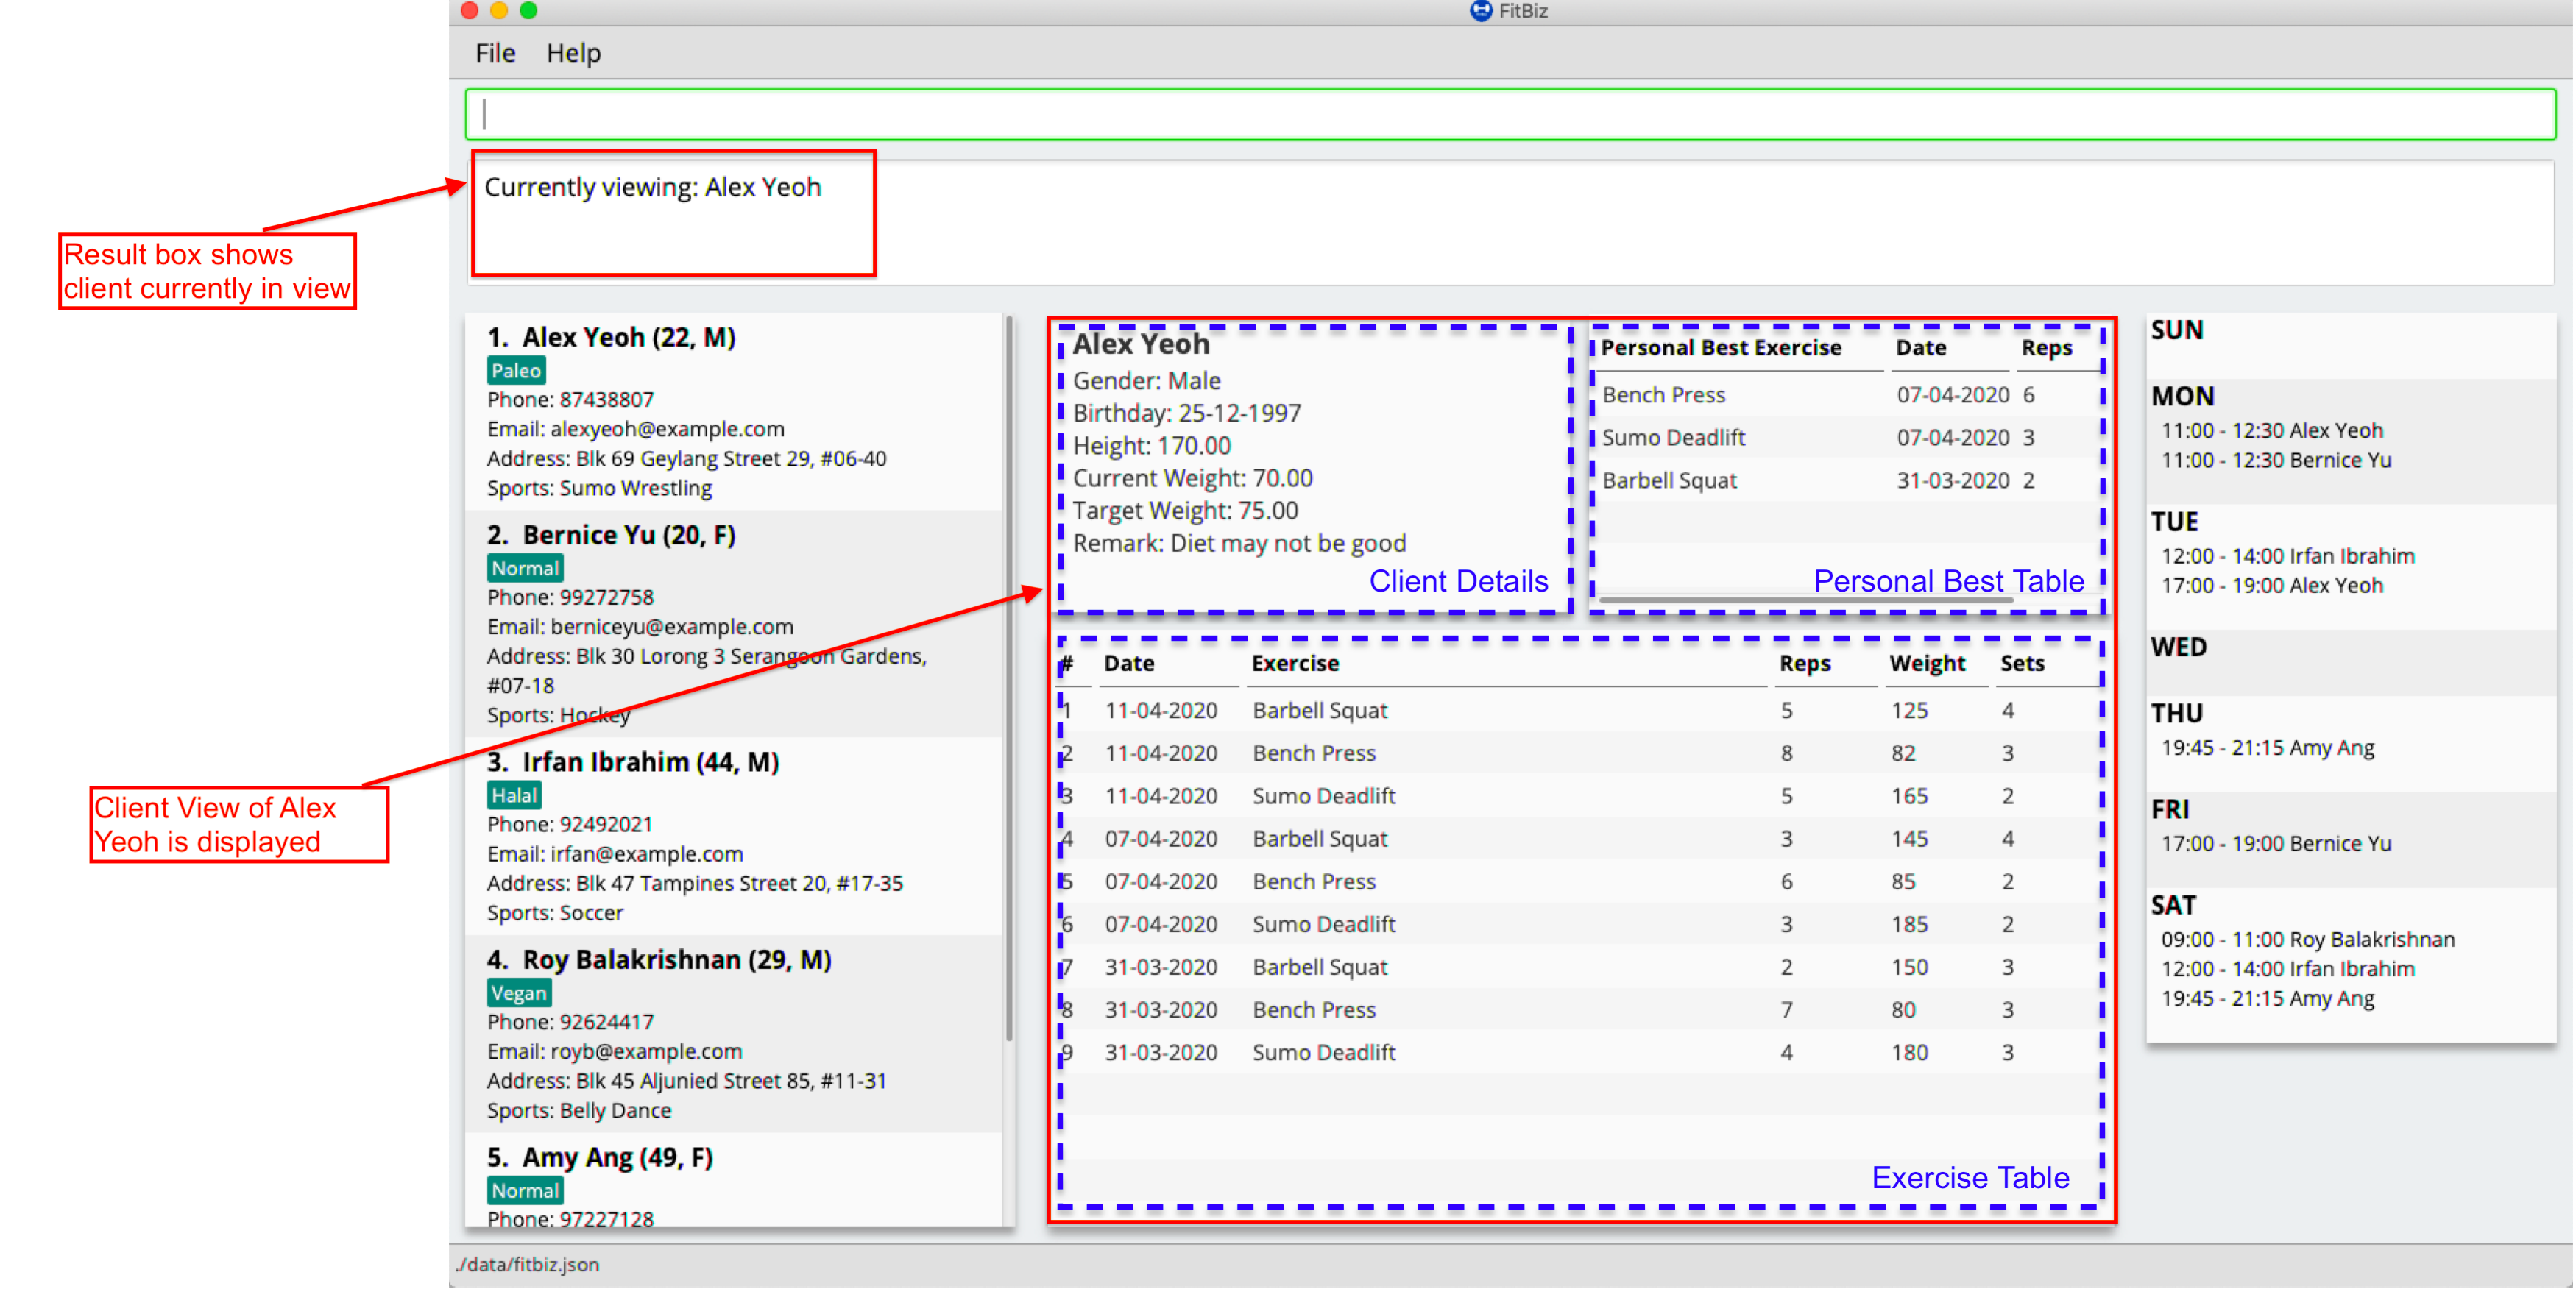 FitBiz
File Help
Currently viewing: Alex Yeoh
Result box shows
client currently in view
1. Alex Yeoh (22, M)
Paleo
Phone: 87438807
Email: alexyeoh@example.com
Address: Blk 69 Geylang Street 29, #06-40
Sports: Sumo Wrestling
2. Bernice Yu (20, F)
Normal
Phone: 99272758
Email: berniceyu@example.com
Address: Blk 30 Lorong 3 Serangoon Gardens,
#07-18
Sports: Hockey
3. Irfan Ibrahim (44, M)
Halal
Phone: 92492021
Email: irfan@example.com
Address: Blk 47 Tampines Street 20, #17-35
Sports: Soccer
4. Roy Balakrishnan (29, M)
Vegan
Phone: 92624417
Email: royb@example.com
Address: Blk 45 Aljunied Street 85, #11-31
Sports: Belly Dance
5. Amy Ang (49, F)
Normal
Phone: 97227128
Client View of Alex
Yeoh is displayed
Alex Yeoh
Gender: Male
Birthday: 25-12-1997
Height: 170.00
Current Weight: 70.00
Target Weight: 75.00
Remark: Diet may not be good
Client Details
Personal Best Exercise Date Reps
Bench Press 07-04-2020 6
Sumo Deadlift 07-04-2020 3
Barbell Squat 31-03-2020 2
Personal Best Table
# Date Exercise Reps Weight Sets
1 11-04-2020 Barbell Squat 5 125 4
2 11-04-2020 Bench Press 8 82 3
3 11-04-2020 Sumo Deadlift 5 165 2
4 07-04-2020 Barbell Squat 3 145 4
5 07-04-2020 Bench Press 6 85 2
6 07-04-2020 Sumo Deadlift 3 185 2
7 31-03-2020 Barbell Squat 2 150 3
8 31-03-2020 Bench Press 7 80 3
9 31-03-2020 Sumo Deadlift 4 180 3
Exercise Table
SUN
MON
11:00 - 12:30 Alex Yeoh
11:00 - 12:30 Bernice Yu
TUE
12:00 - 14:00 Irfan Ibrahim
17:00 - 19:00 Alex Yeoh
WED
THU
19:45 - 21:15 Amy Ang
FRI
17:00 - 19:00 Bernice Yu
SAT
09:00 - 11:00 Roy Balakrishnan
12:00 - 14:00 Irfan Ibrahim
19:45 - 21:15 Amy Ang
./data/fitbiz.json